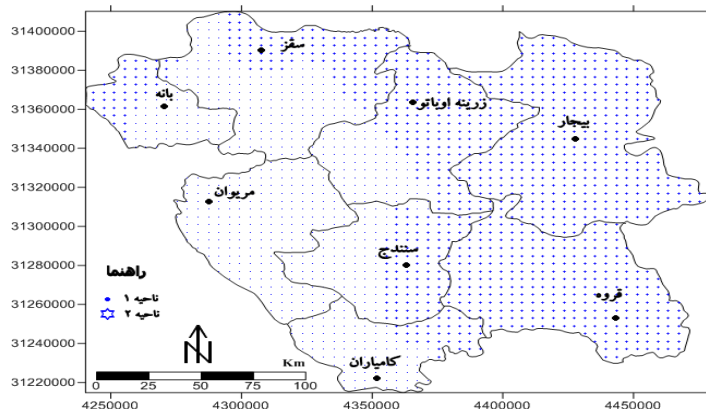 31400000
31380000
31360000
31340000
31320000
31300000
31280000
31260000
31240000
31220000
سقز
بانه
زرینه اوباتو
بیجار
مریوان
سنندج
قروه
کامیاران
راهنما
ناحیه ۱
ناحیه ۲
N
Km
0 25 50 75 100
4250000 4300000 4350000 4400000 4450000